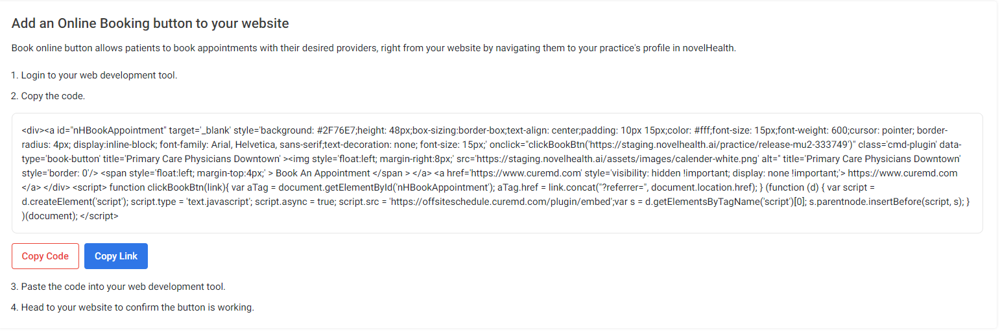 Add an Online Booking button to your website
Book online button allows patients to book appointments with their desired providers, right from your website by navigating them to your practice's profile in novelHealth.
1. Login to your web development tool.
2. Copy the code.
<div><a id="nHBookAppointment" target='_blank' style='background: #2F76E7;height: 48px;box-sizing:border-box;text-align: center;padding: 10px 15px;color: #fff;font-size: 15px;font-weight: 600;cursor: pointer; border-
radius: 4px; display:inline-block; font-family: Arial, Helvetica, sans-serif;text-decoration: none; font-size: 15px;' onclick="clickBookBtn('https://staging.novelhealth.ai/practice/release-mu2-333749')" class='cmd-plugin' data-
type='book-button' title='Primary Care Physicians Downtown' ><img style='float:left; margin-right:8px;' src='https://staging.novelhealth.ai/assets/images/calender-white.png' alt='' title='Primary Care Physicians Downtown'
style='border: 0'/> <span style='float:left; margin-top:4px;' > Book An Appointment </span > </a> <a href='https://www.curemd.com' style='visibility: hidden !important; display: none !important;'> https://www.curemd.com
</a> </div> <script> function clickBookBtn(link){ var aTag = document.getElementById('nHBookAppointment'); aTag.href = link.concat("?referrer=", document.location.href); } (function (d) { var script =
d.createElement('script'); script.type = 'text.javascript'; script.async = true; script.src = 'https://offsiteschedule.curemd.com/plugin/embed';var s = d.getElementsByTagName('script')[0]; s.parentnode.insertBefore(script, s); }
)(document); </script>
Copy Code Copy Link
3. Paste the code into your web development tool.
4. Head to your website to confirm the button is working.